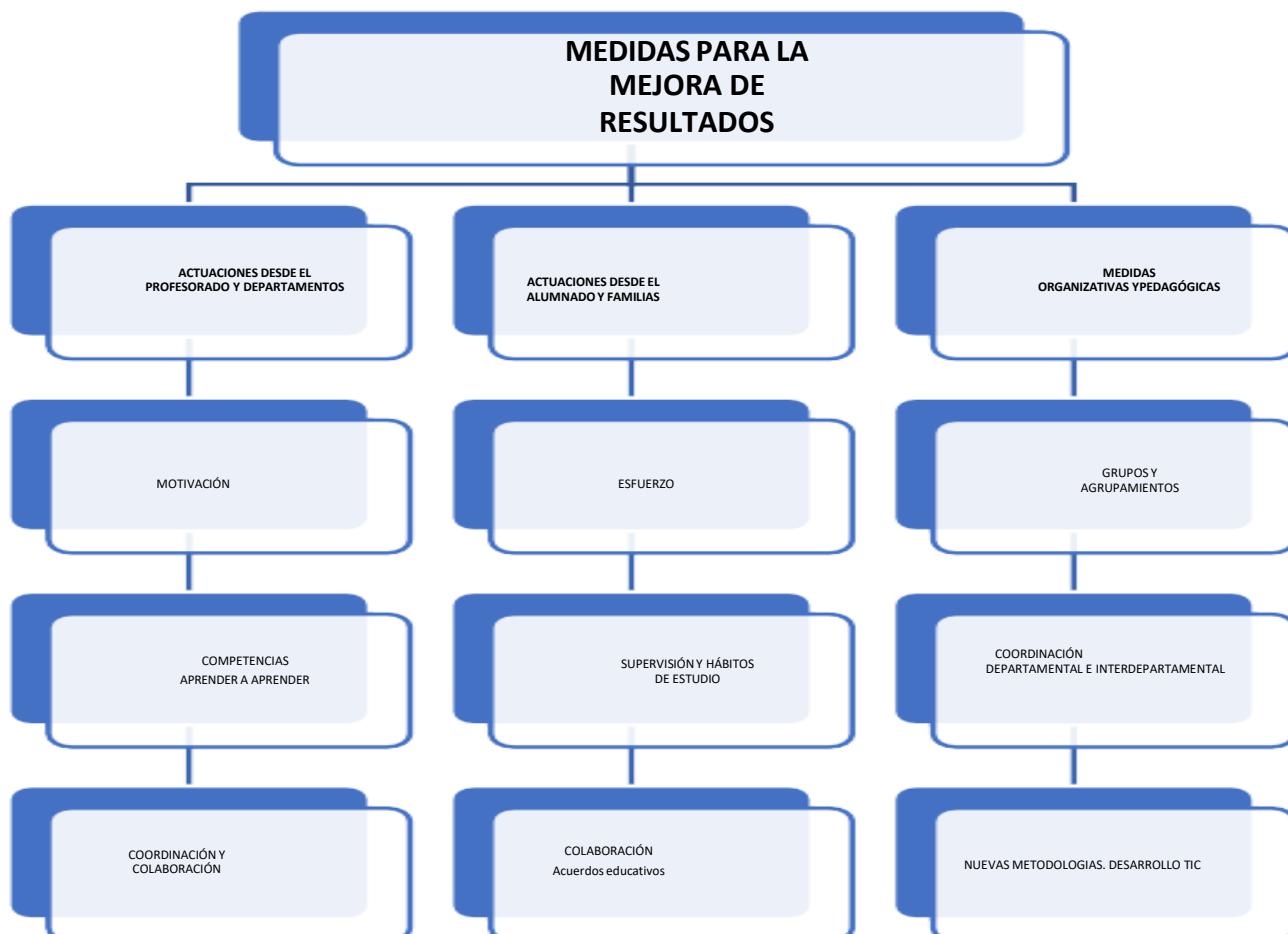 MEDIDAS PARA LA
MEJORA DE
RESULTADOS
ACTUACIONES DESDE EL
PROFESORADO Y DEPARTAMENTOS
ACTUACIONES DESDE EL
ALUMNADO Y FAMILIAS
MEDIDAS
ORGANIZATIVAS YPEDAGÓGICAS
MOTIVACIÓN
ESFUERZO
GRUPOS Y
AGRUPAMIENTOS
COMPETENCIAS
APRENDER A APRENDER
SUPERVISIÓN Y HÁBITOS
DE ESTUDIO
COORDINACIÓN
DEPARTAMENTAL E INTERDEPARTAMENTAL
COORDINACIÓN Y
COLABORACIÓN
COLABORACIÓN
Acuerdos educativos
NUEVAS METODOLOGIAS. DESARROLLO TIC